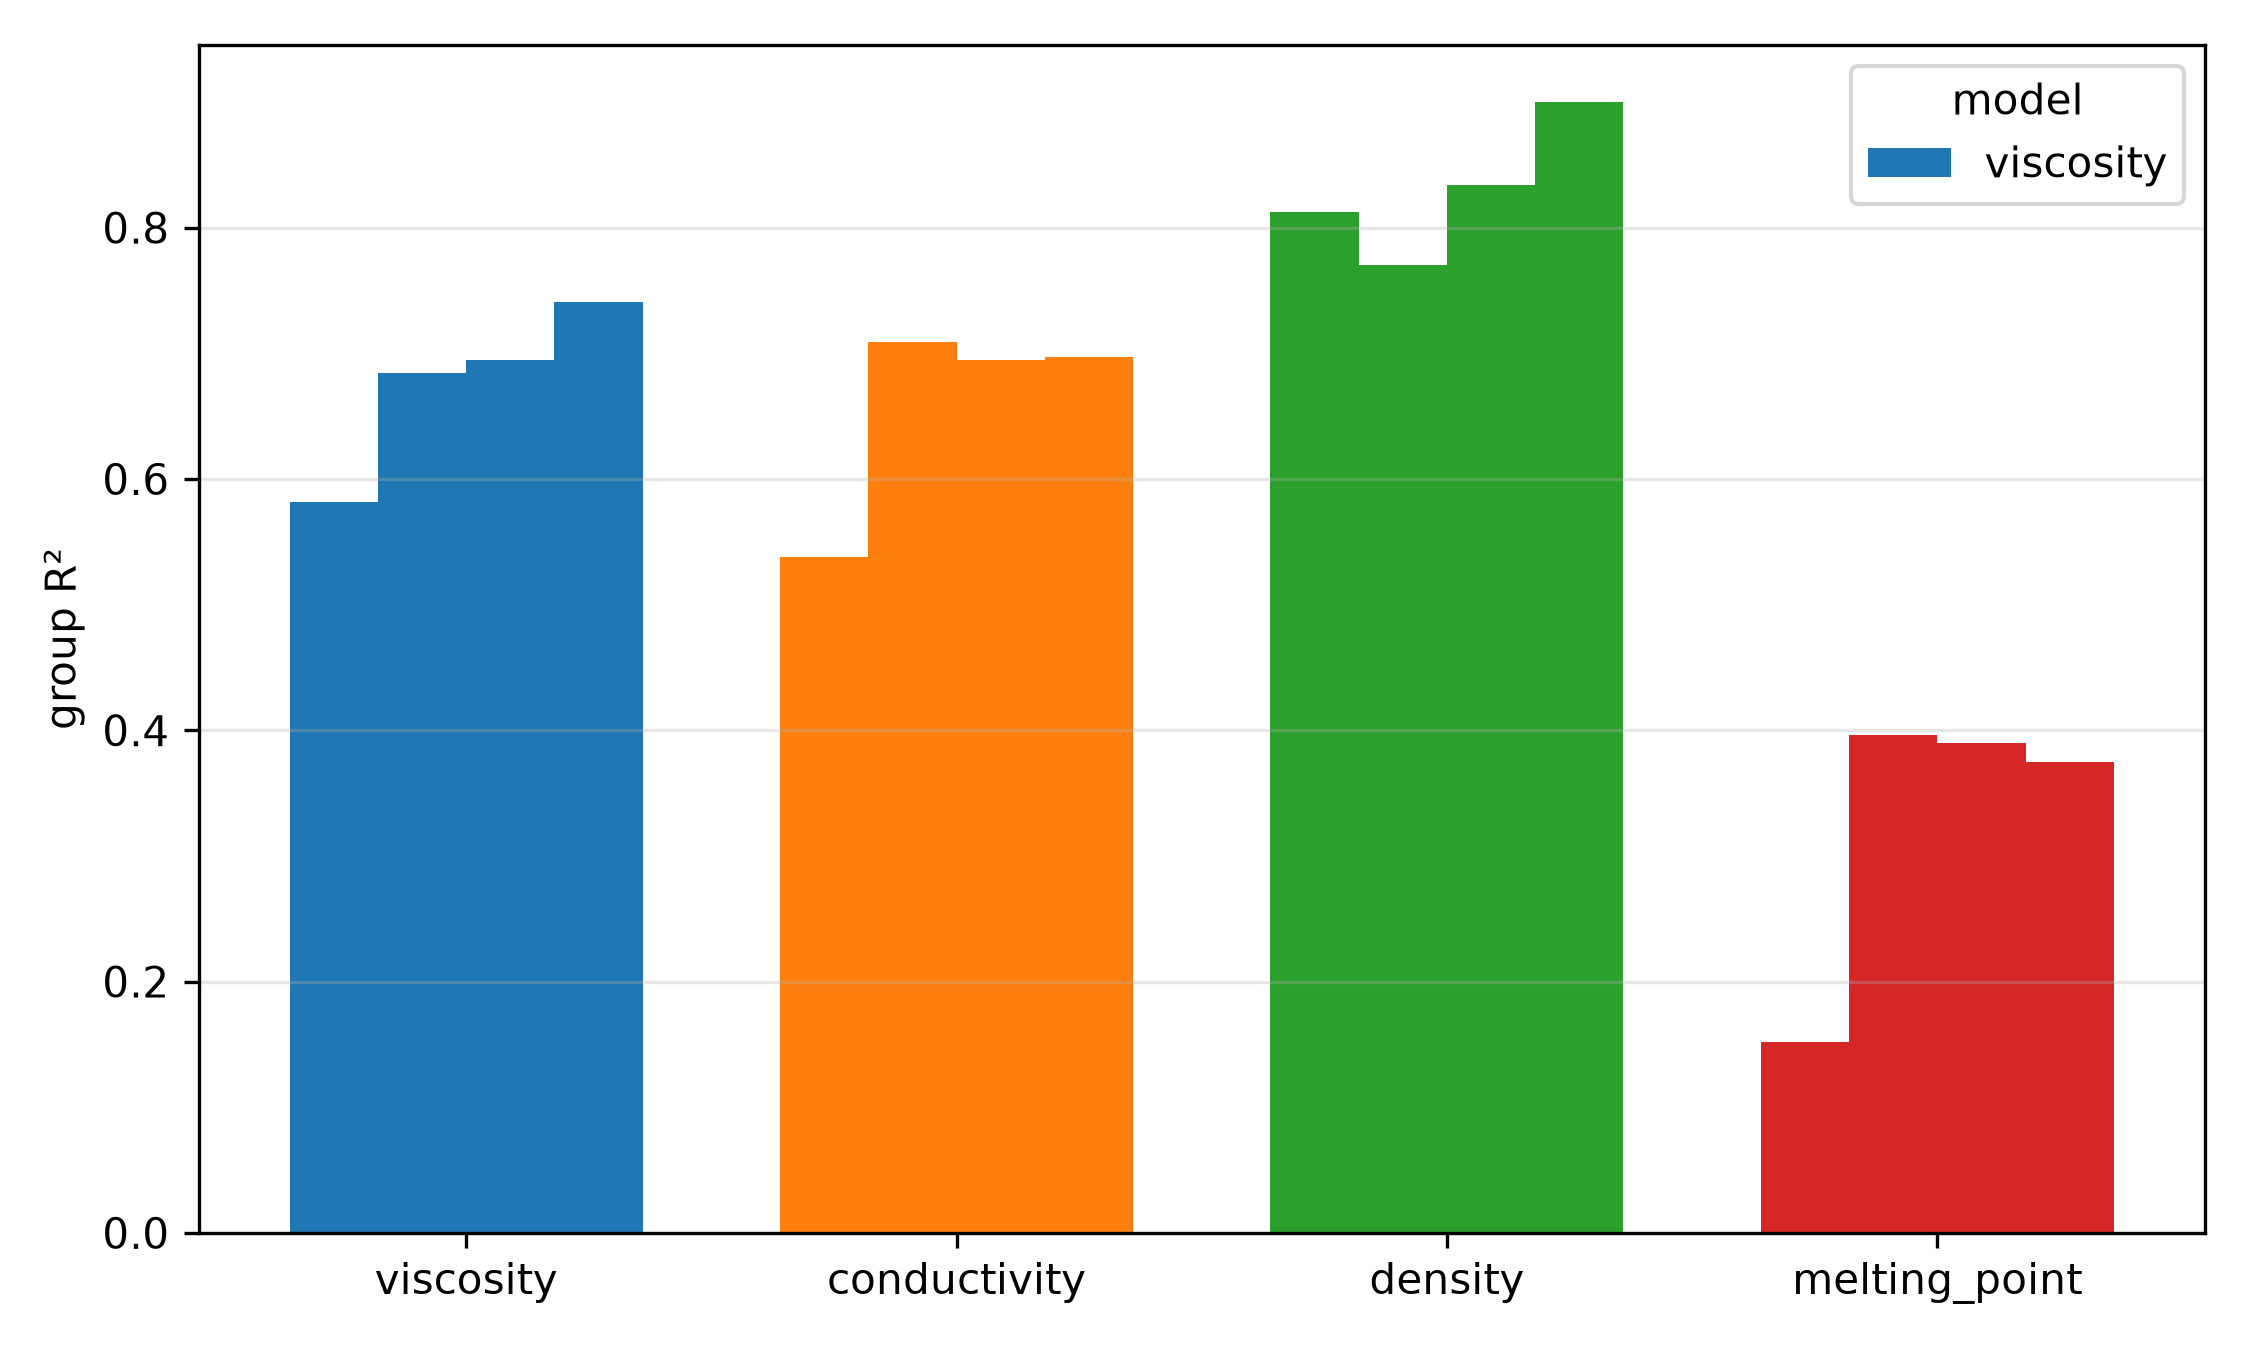 model
viscosity
0.8
0.6
0.4
0.2
0.0
group R²
viscosity
conductivity
density
melting_point